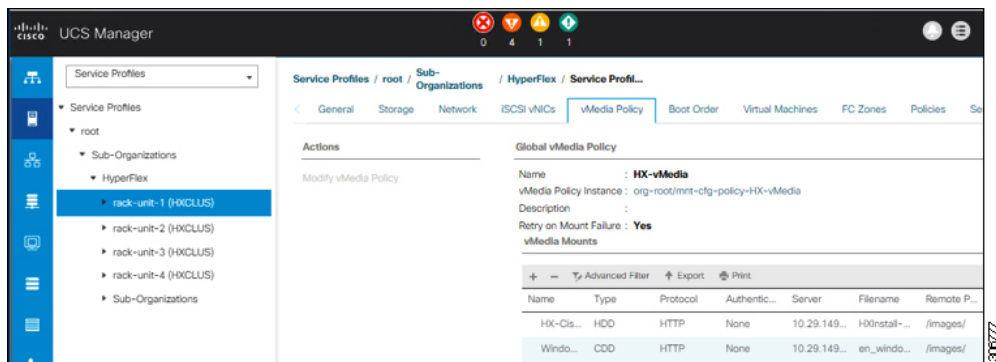 cisco UCS Manager
0 4 1 1
Service Profiles
Service Profiles
root
Sub-Organizations
HyperFlex
rack-unit-1 (HXCLUS)
rack-unit-2 (HXCLUS)
rack-unit-3 (HXCLUS)
rack-unit-4 (HXCLUS)
Sub-Organizations
Service Profiles / root / Sub-Organizations / HyperFlex / Service Profil...
General Storage Network iSCSI vNICs vMedia Policy Boot Order Virtual Machines FC Zones Policies Se
Actions
Modify vMedia Policy
Global vMedia Policy
Name : HX-vMedia
vMedia Policy Instance : org-root/mnt-cfg-policy-HX-vMedia
Description :
Retry on Mount Failure : Yes
vMedia Mounts
+ − Advanced Filter Export Print
Name Type Protocol Authentic... Server Filename Remote P...
HX-Cis... HDD HTTP None 10.29.149... HXInstall-... /images/
Windo... CDD HTTP None 10.29.149... en_windo... /images/